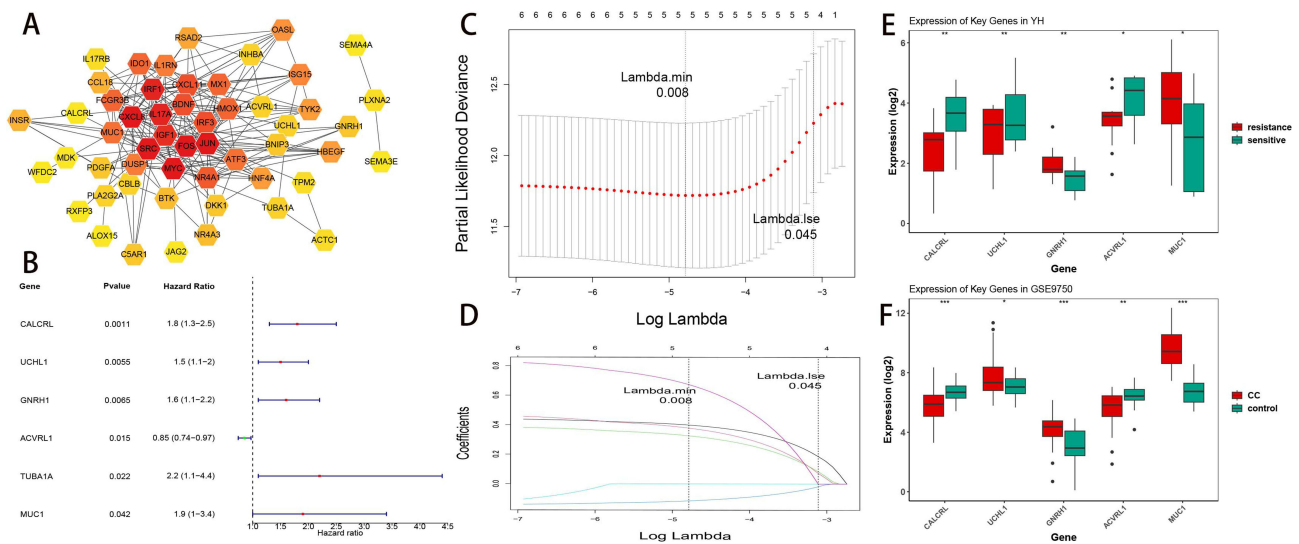 A
OASL
RSAD2
SEMA4A
IL17RB
INHBA
IDO1
IL1RN
CCL18
ISG15
IRF1
CXCL11
MX1
FCGR3B
PLXNA2
BDNF
HMOX1
ACVRL1
TYK2
CALCRL
L17A
INSR
IRF3
UCHL1
GNRH1
MUC1
IGF1
SRC
FOS
JUN
BNIP3
SEMA3E
MDK
HBEGF
DUSP1
ATF3
WFDC2
PDGFA
MYC
NR4A1
HNF4A
TPM2
CBLB
PLA2G2A
BTK
DKK1
TUBA1A
RXFP3
NR4A3
ALOX15
ACTC1
C5AR1
JAG2
B
Gene Pvalue Hazard Ratio
CALCRL 0.0011 1.8 (1.3−2.5)
UCHL1 0.0055 1.5 (1.1−2)
GNRH1 0.0065 1.6 (1.1−2.2)
ACVRL1 0.015 0.85 (0.74−0.97)
TUBA1A 0.022 2.2 (1.1−4.4)
MUC1 0.042 1.9 (1−3.4)
1.0 1.5 2.0 2.5 3.0 3.5 4.0 4.5
Hazard ratio
C
6 6 6 6 6 5 5 5 5 5 5 5 5 5 5 4 1
Partial Likelihood Deviance
12.5
12.0
11.5
Lambda.min
0.008
Lambda.lse
0.045
−7 −6 −5 −4 −3
Log Lambda
D
6 5 5 5 4
Coefficients
0.8
0.6
0.4
0.2
0.0
Lambda.min
0.008
Lambda.lse
0.045
−7 −6 −5 −4 −3
Log Lambda
E
Expression of Key Genes in YH
** ** ** * *
Expression (log2)
6
4
2
0
CALCRL
UCHL1
GNRH1
ACVRL1
MUC1
Gene
resistance
sensitive
F
Expression of Key Genes in GSE9750
*** * *** ** ***
Expression (log2)
12
8
4
0
CALCRL
UCHL1
GNRH1
ACVRL1
MUC1
Gene
CC
control